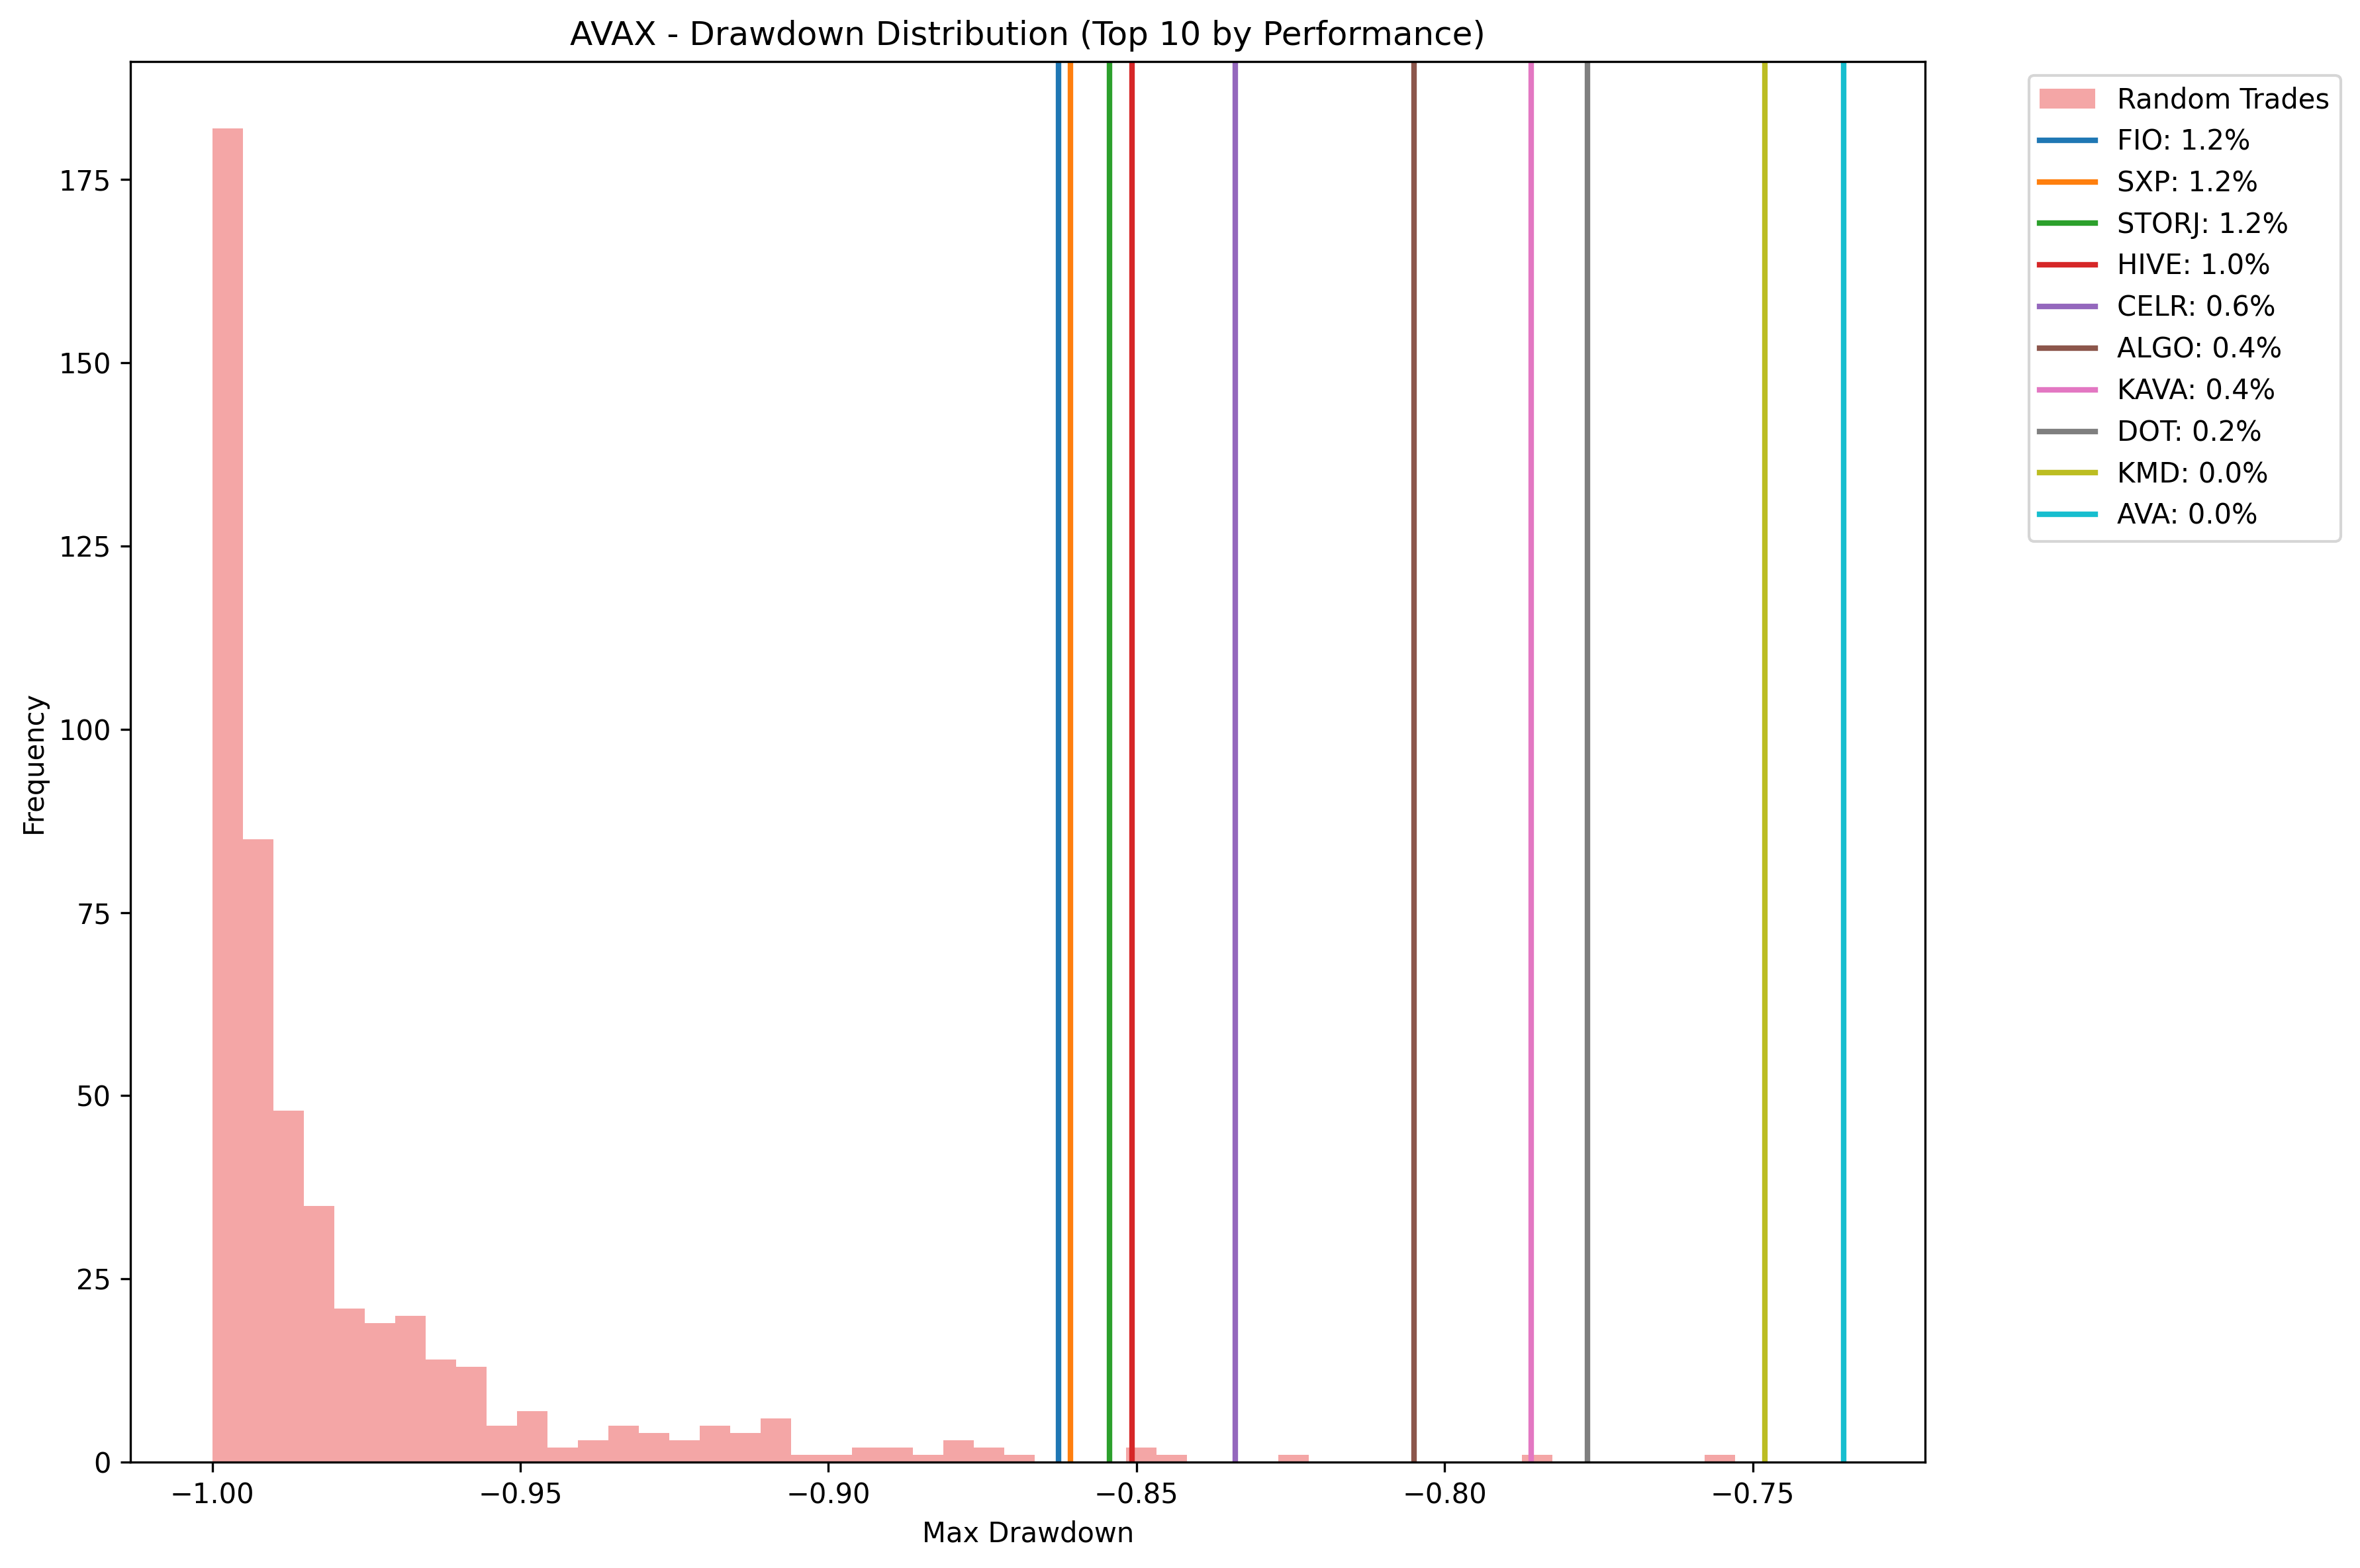 AVAX - Drawdown Distribution (Top 10 by Performance)
Frequency
175
150
125
100
75
50
25
0
−1.00
−0.95
−0.90
−0.85
−0.80
−0.75
Max Drawdown
Random Trades
FIO: 1.2%
SXP: 1.2%
STORJ: 1.2%
HIVE: 1.0%
CELR: 0.6%
ALGO: 0.4%
KAVA: 0.4%
DOT: 0.2%
KMD: 0.0%
AVA: 0.0%